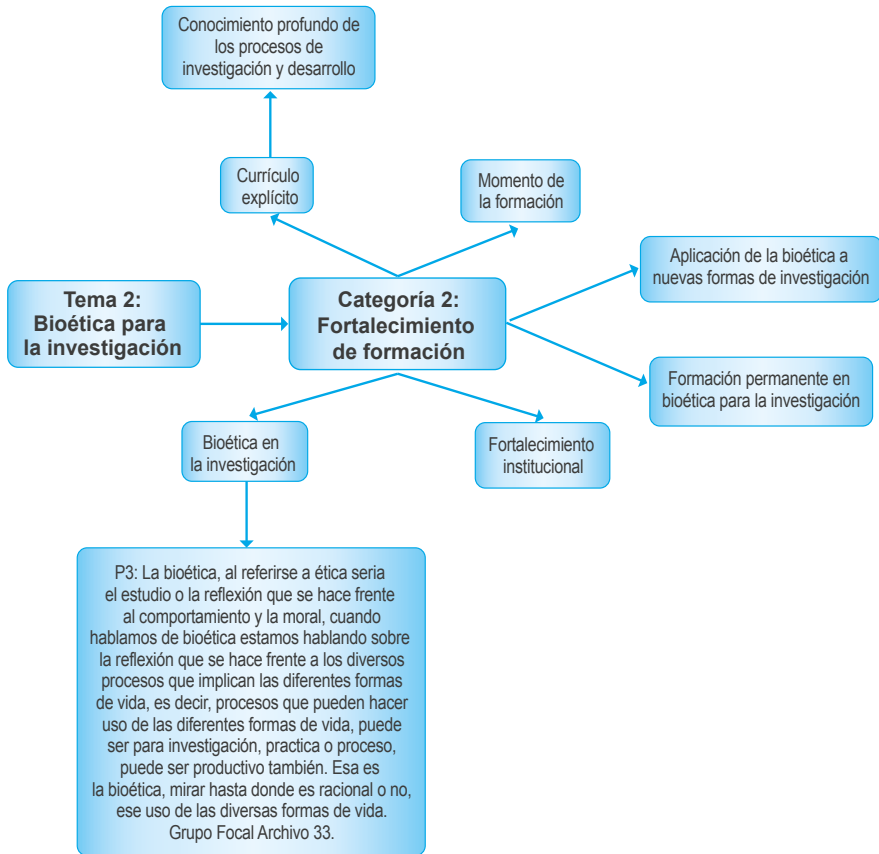 Conocimiento profundo de
los procesos de
investigación y desarrollo
Currículo
explícito
Momento de
la formación
Aplicación de la bioética a
nuevas formas de investigación
Tema 2:
Bioética para
la investigación
Categoría 2:
Fortalecimiento
de formación
Formación permanente en
bioética para la investigación
Bioética en
la investigación
Fortalecimiento
institucional
P3: La bioética, al referirse a ética seria
el estudio o la reflexión que se hace frente
al comportamiento y la moral, cuando
hablamos de bioética estamos hablando sobre
la reflexión que se hace frente a los diversos
procesos que implican las diferentes formas
de vida, es decir, procesos que pueden hacer
uso de las diferentes formas de vida, puede
ser para investigación, practica o proceso,
puede ser productivo también. Esa es
la bioética, mirar hasta donde es racional o no,
ese uso de las diversas formas de vida.
Grupo Focal Archivo 33.